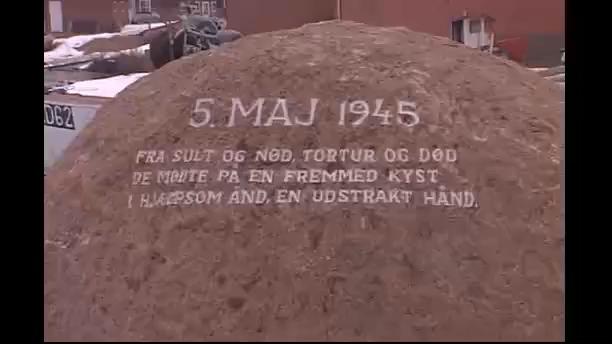 5. MAJ 1945
FRA SULT OG NØD, TORTUR OG DØD
DE MØDTE PÅ EN FREMMED KYST
I HJÆLPSOM ÅND, EN UDSTRAKT HÅND.
D62